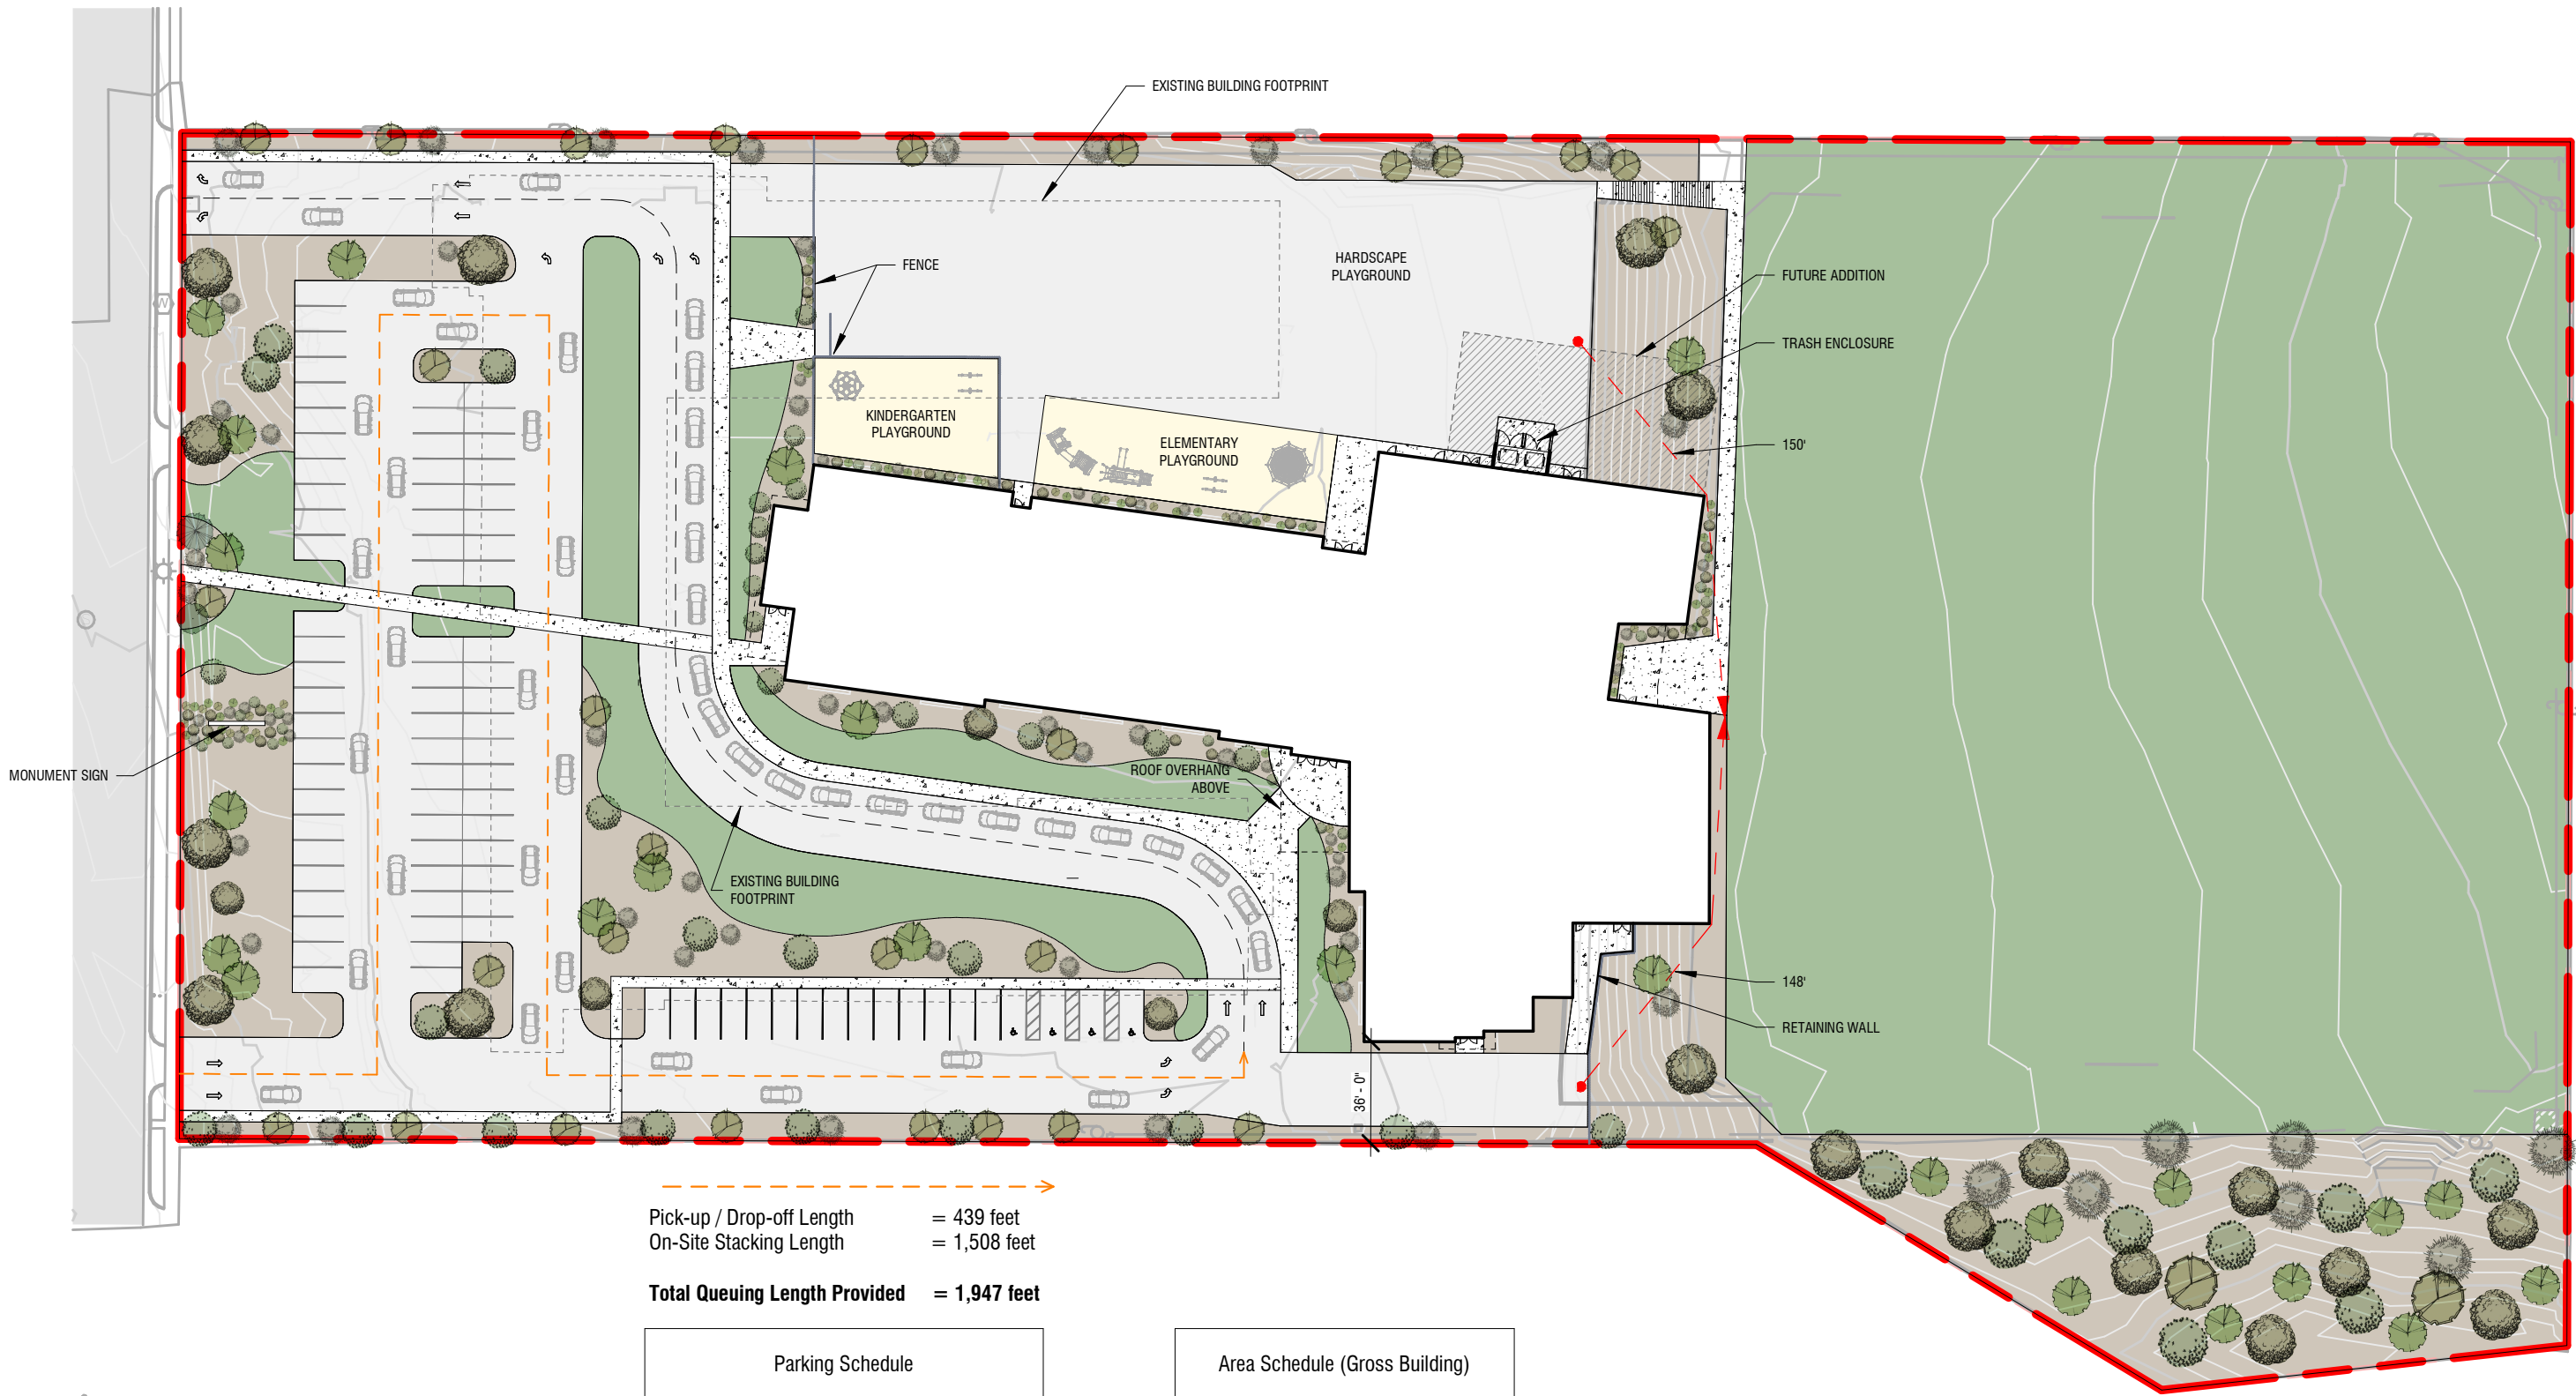 EXISTING BUILDING FOOTPRINT
FENCE
HARDSCAPE
PLAYGROUND
FUTURE ADDITION
TRASH ENCLOSURE
KINDERGARTEN
PLAYGROUND
ELEMENTARY
PLAYGROUND
150'
MONUMENT SIGN
ROOF OVERHANG
ABOVE
EXISTING BUILDING
FOOTPRINT
148'
RETAINING WALL
36' - 0"
Pick-up / Drop-off Length = 439 feet
On-Site Stacking Length = 1,508 feet
Total Queuing Length Provided = 1,947 feet
Parking Schedule
Area Schedule (Gross Building)